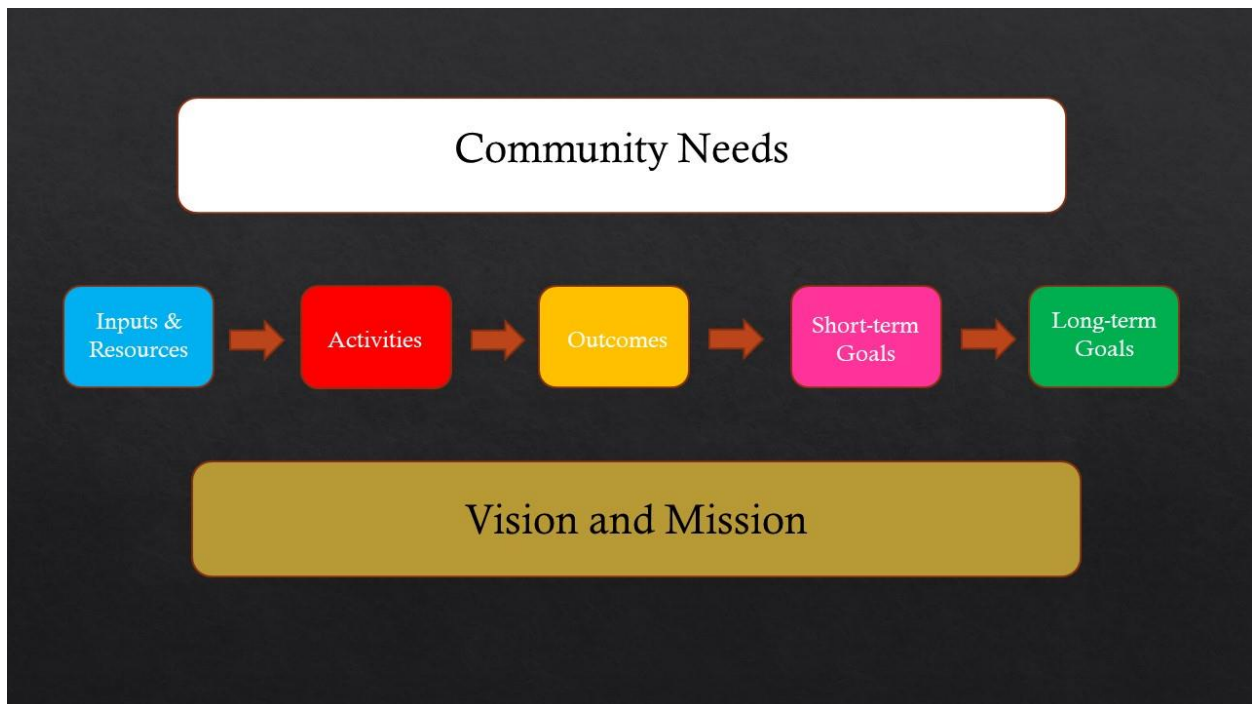 Community Needs
Inputs &
Resources
Activities
Outcomes
Short-term
Goals
Long-term
Goals
Vision and Mission